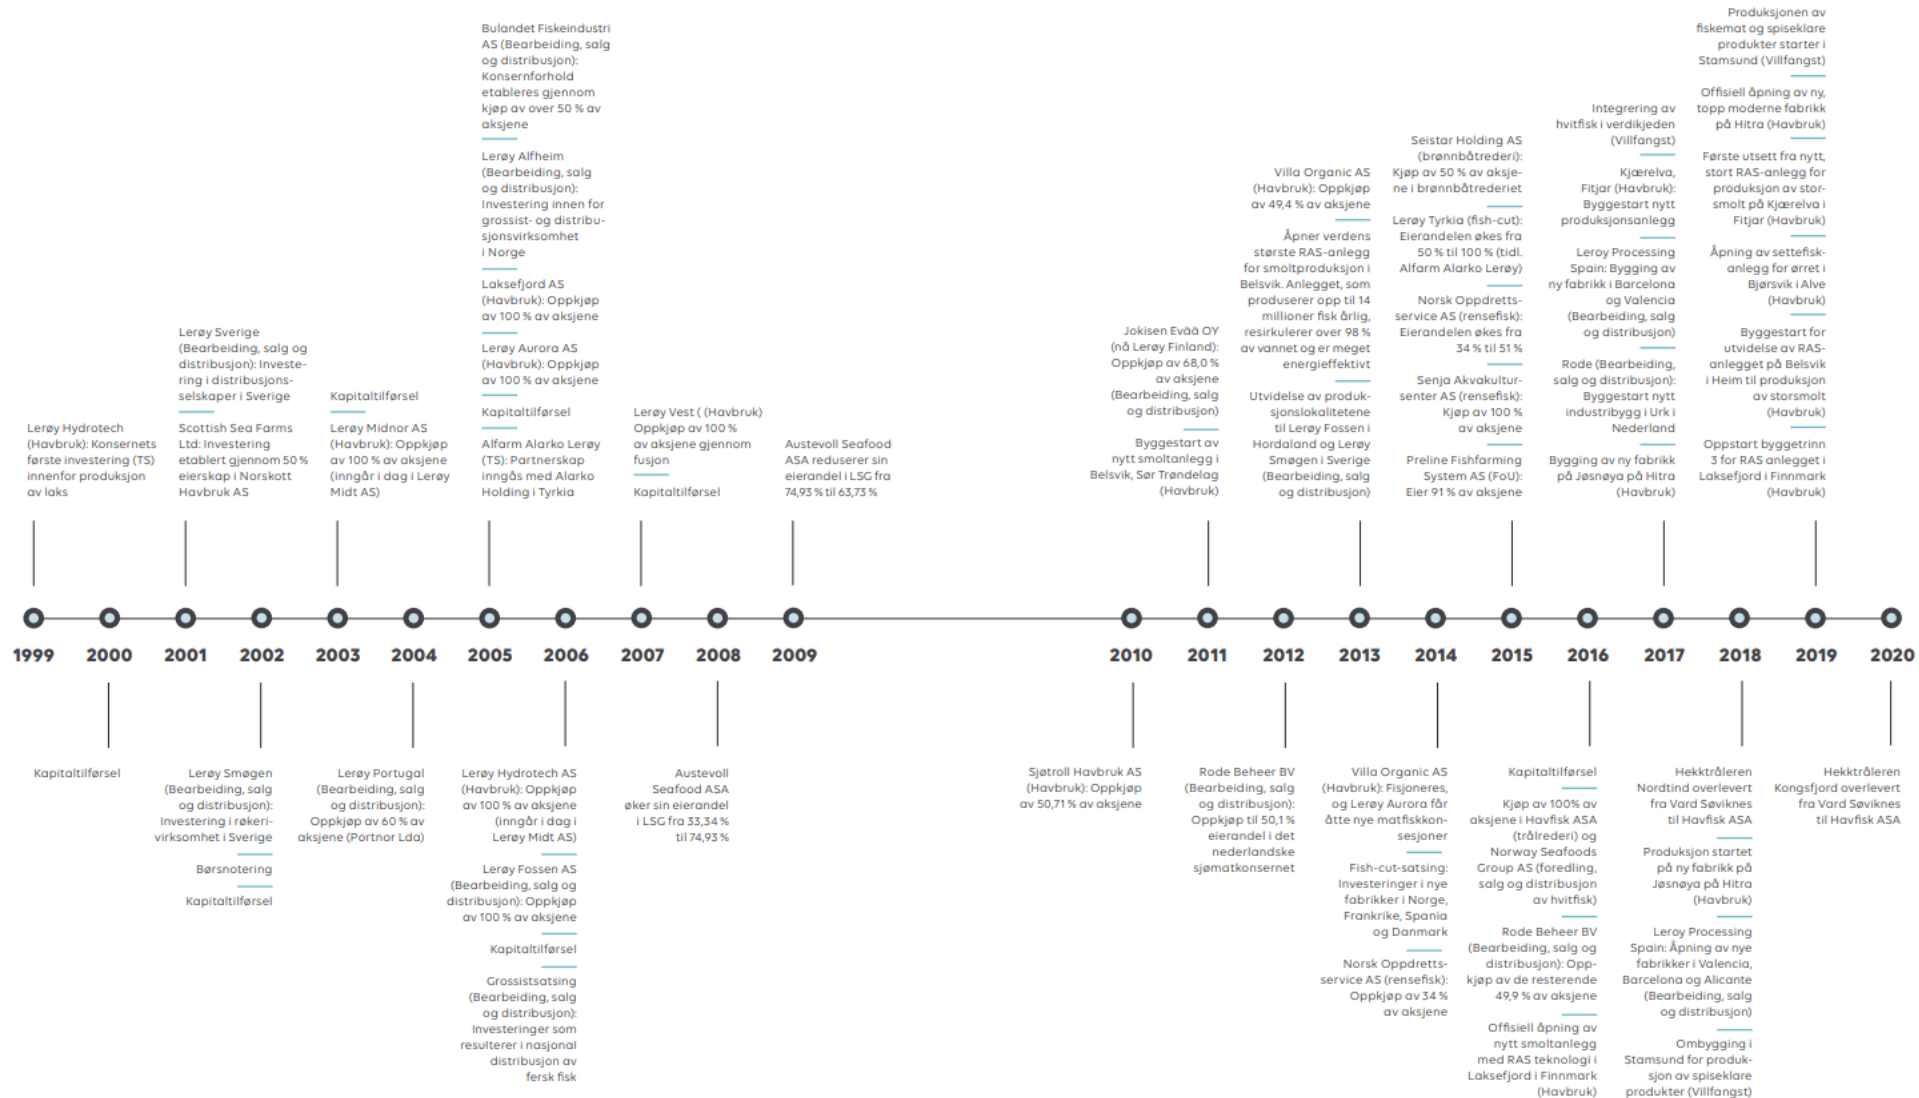 Lerøy Hydrotech
(Havbruk): Konsernets
første investering (TS)
innenfor produksjon
av laks
Lerøy Sverige
(Bearbeiding, salg og
distribusjon): Investe-
ring i distribusjons-
selskaper i Sverige
Scottish Sea Farms
Ltd: Investering
etablert gjennom 50 %
eierskap i Norskott
Havbruk AS
Kapitaltilførsel
Lerøy Midnor AS
(Havbruk): Oppkjøp
av 100 % av aksjene
(inngår i dag i Lerøy
Midt AS)
Bulandet Fiskeindustri
AS (Bearbeiding, salg
og distribusjon):
Konsernforhold
etableres gjennom
kjøp av over 50 % av
aksjene
Lerøy Alfheim
(Bearbeiding, salg
og distribusjon):
Investering innen for
grossist- og distribu-
sjonsvirksomhet
i Norge
Laksefjord AS
(Havbruk): Oppkjøp
av 100 % av aksjene
Lerøy Aurora AS
(Havbruk): Oppkjøp
av 100 % av aksjene
Kapitaltilførsel
Alfarm Alarko Lerøy
(TS): Partnerskap
inngås med Alarko
Holding i Tyrkia
Lerøy Vest ( (Havbruk)
Oppkjøp av 100 %
av aksjene gjennom
fusjon
Kapitaltilførsel
Austevoll Seafood
ASA reduserer sin
eierandel i LSG fra
74,93 % til 63,73 %
Jokisen Evää OY
(nå Lerøy Finland):
Oppkjøp av 68,0 %
av aksjene
(Bearbeiding, salg
og distribusjon)
Byggestart av
nytt smoltanlegg i
Belsvik, Sør Trøndelag
(Havbruk)
Villa Organic AS
(Havbruk): Oppkjøp
av 49,4 % av aksjene
Åpner verdens
største RAS-anlegg
for smoltproduksjon i
Belsvik. Anlegget, som
produserer opp til 14
millioner fisk årlig,
resirkulerer over 98 %
av vannet og er meget
energieffektivt
Utvidelse av produk-
sjonslokalitetene
til Lerøy Fossen i
Hordaland og Lerøy
Smøgen i Sverige
(Bearbeiding, salg
og distribusjon)
Seistar Holding AS
(brønnbåtrederi):
Kjøp av 50 % av aksje-
ne i brønnbåtrederiet
Lerøy Tyrkia (fish-cut):
Eierandelen økes fra
50 % til 100 % (tidl.
Alfarm Alarko Lerøy)
Norsk Oppdretts-
service AS (rensefisk):
Eierandelen økes fra
34 % til 51 %
Senja Akvakultur-
senter AS (rensefisk):
Kjøp av 100 %
av aksjene
Preline Fishfarming
System AS (FoU):
Eier 91 % av aksjene
Integrering av
hvitfisk i verdikjeden
(Villfangst)
Kjærelva,
Fitjar (Havbruk):
Byggestart nytt
produksjonsanlegg
Leroy Processing
Spain: Bygging av
ny fabrikk i Barcelona
og Valencia
(Bearbeiding, salg
og distribusjon)
Rode (Bearbeiding,
salg og distribusjon):
Byggestart nytt
industribygg i Urk i
Nederland
Bygging av ny fabrikk
på Jøsnøya på Hitra
(Havbruk)
Produksjonen av
fiskemat og spiseklare
produkter starter i
Stamsund (Villfangst)
Offisiell åpning av ny,
topp moderne fabrikk
på Hitra (Havbruk)
Første utsett fra nytt,
stort RAS-anlegg for
produksjon av stor-
smolt på Kjærelva i
Fitjar (Havbruk)
Åpning av settefisk-
anlegg for ørret i
Bjørsvik i Alve
(Havbruk)
Byggestart for
utvidelse av RAS-
anlegget på Belsvik
i Heim til produksjon
av storsmolt
(Havbruk)
Oppstart byggetrinn
3 for RAS anlegget i
Laksefjord i Finnmark
(Havbruk)
1999 2000 2001 2002 2003 2004 2005 2006 2007 2008 2009 2010 2011 2012 2013 2014 2015 2016 2017 2018 2019 2020
Kapitaltilførsel
Lerøy Smøgen
(Bearbeiding, salg
og distribusjon):
Investering i røkeri-
virksomhet i Sverige
Børsnotering
Kapitaltilførsel
Lerøy Portugal
(Bearbeiding, salg
og distribusjon):
Oppkjøp av 60 % av
aksjene (Portnor Lda)
Lerøy Hydrotech AS
(Havbruk): Oppkjøp
av 100 % av aksjene
(inngår i dag i
Lerøy Midt AS)
Lerøy Fossen AS
(Bearbeiding, salg og
distribusjon): Oppkjøp
av 100 % av aksjene
Kapitaltilførsel
Grossistsatsing
(Bearbeiding, salg
og distribusjon):
Investeringer som
resulterer i nasjonal
distribusjon av
fersk fisk
Austevoll
Seafood ASA
øker sin eierandel
i LSG fra 33,34 %
til 74,93 %
Sjøtroll Havbruk AS
(Havbruk): Oppkjøp
av 50,71 % av aksjene
Rode Beheer BV
(Bearbeiding, salg
og distribusjon):
Oppkjøp til 50,1 %
eierandel i det
nederlandske
sjømatkonsernet
Villa Organic AS
(Havbruk): Fisjoneres,
og Lerøy Aurora får
åtte nye matfiskkon-
sesjoner
Fish-cut-satsing:
Investeringer i nye
fabrikker i Norge,
Frankrike, Spania
og Danmark
Norsk Oppdretts-
service AS (rensefisk):
Oppkjøp av 34 %
av aksjene
Kapitaltilførsel
Kjøp av 100% av
aksjene i Havfisk ASA
(trålrederi) og
Norway Seafoods
Group AS (foredling,
salg og distribusjon
av hvitfisk)
Rode Beheer BV
(Bearbeiding, salg og
distribusjon): Opp-
kjøp av de resterende
49,9 % av aksjene
Offisiell åpning av
nytt smoltanlegg
med RAS teknologi i
Laksefjord i Finnmark
(Havbruk)
Hekktråleren
Nordtind overlevert
fra Vard Søviknes
til Havfisk ASA
Produksjon startet
på ny fabrikk på
Jøsnøya på Hitra
(Havbruk)
Leroy Processing
Spain: Åpning av nye
fabrikker i Valencia,
Barcelona og Alicante
(Bearbeiding, salg
og distribusjon)
Ombygging i
Stamsund for produk-
sjon av spiseklare
produkter (Villfangst)
Hekktråleren
Kongsfjord overlevert
fra Vard Søviknes
til Havfisk ASA